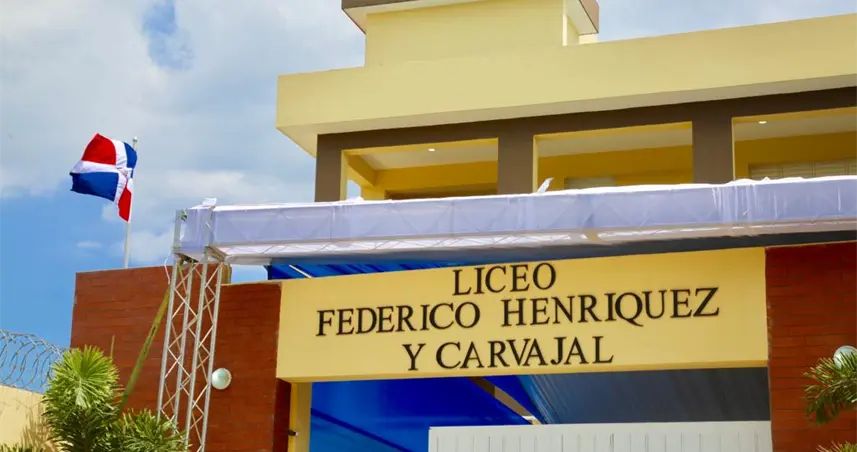 LICEO
FEDERICO HENRIQUEZ
Y CARVAJAL